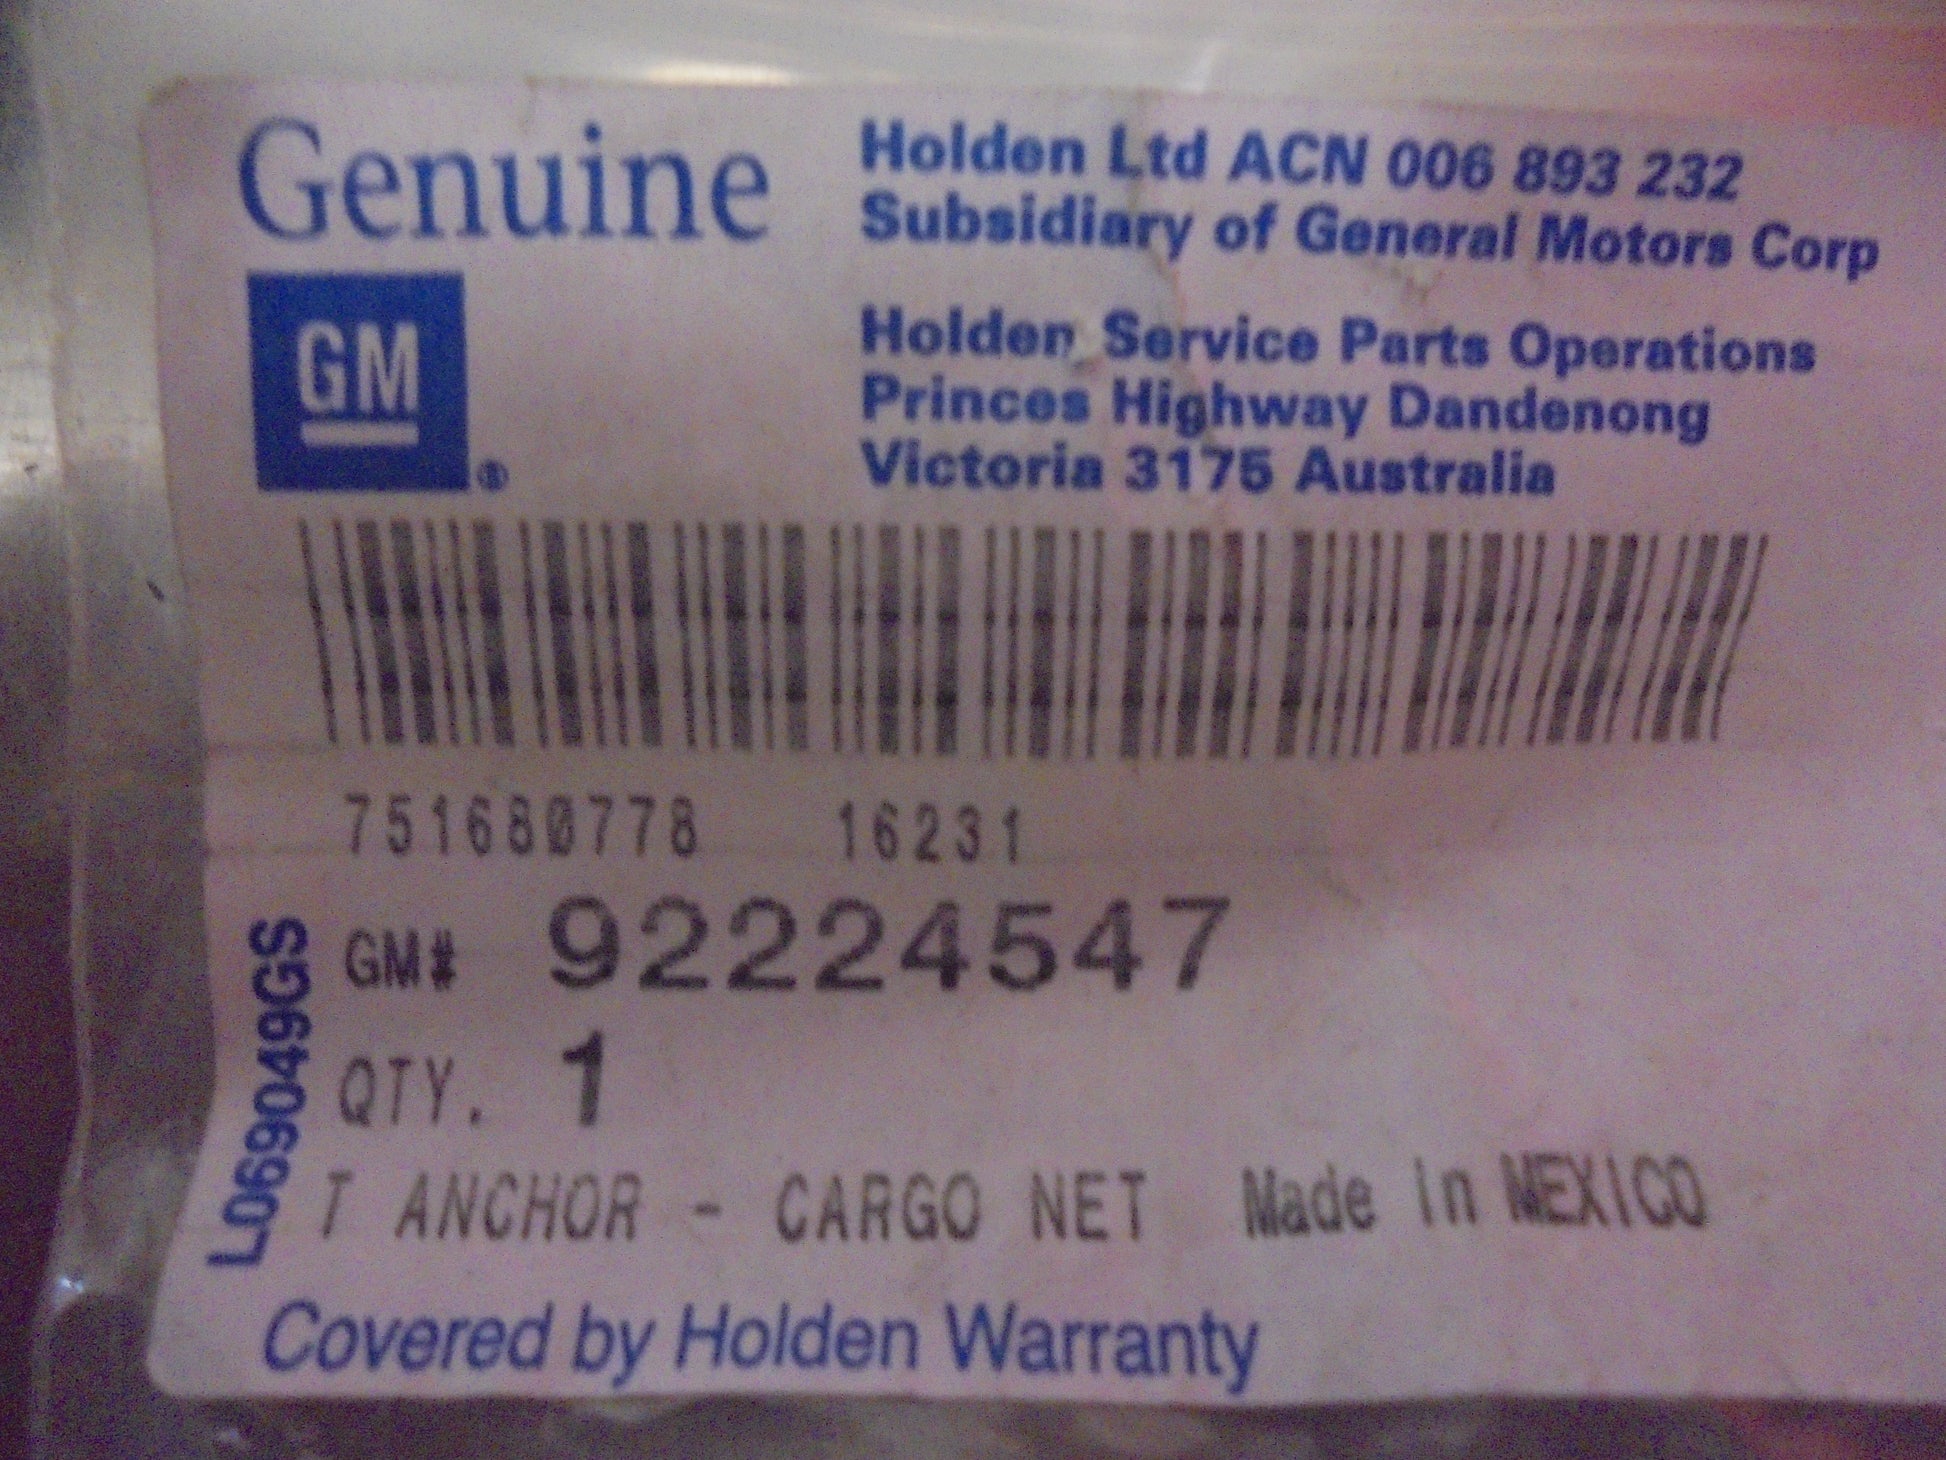 Genuine
GM
®
Holden Ltd ACN 006 893 232
Subsidiary of General Motors Corp
Holden Service Parts Operations
Princes Highway Dandenong
Victoria 3175 Australia
751680778 16231
GM# 92224547
QTY. 1
T ANCHOR - CARGO NET Made in MEXICO
L069049GS
Covered by Holden Warranty